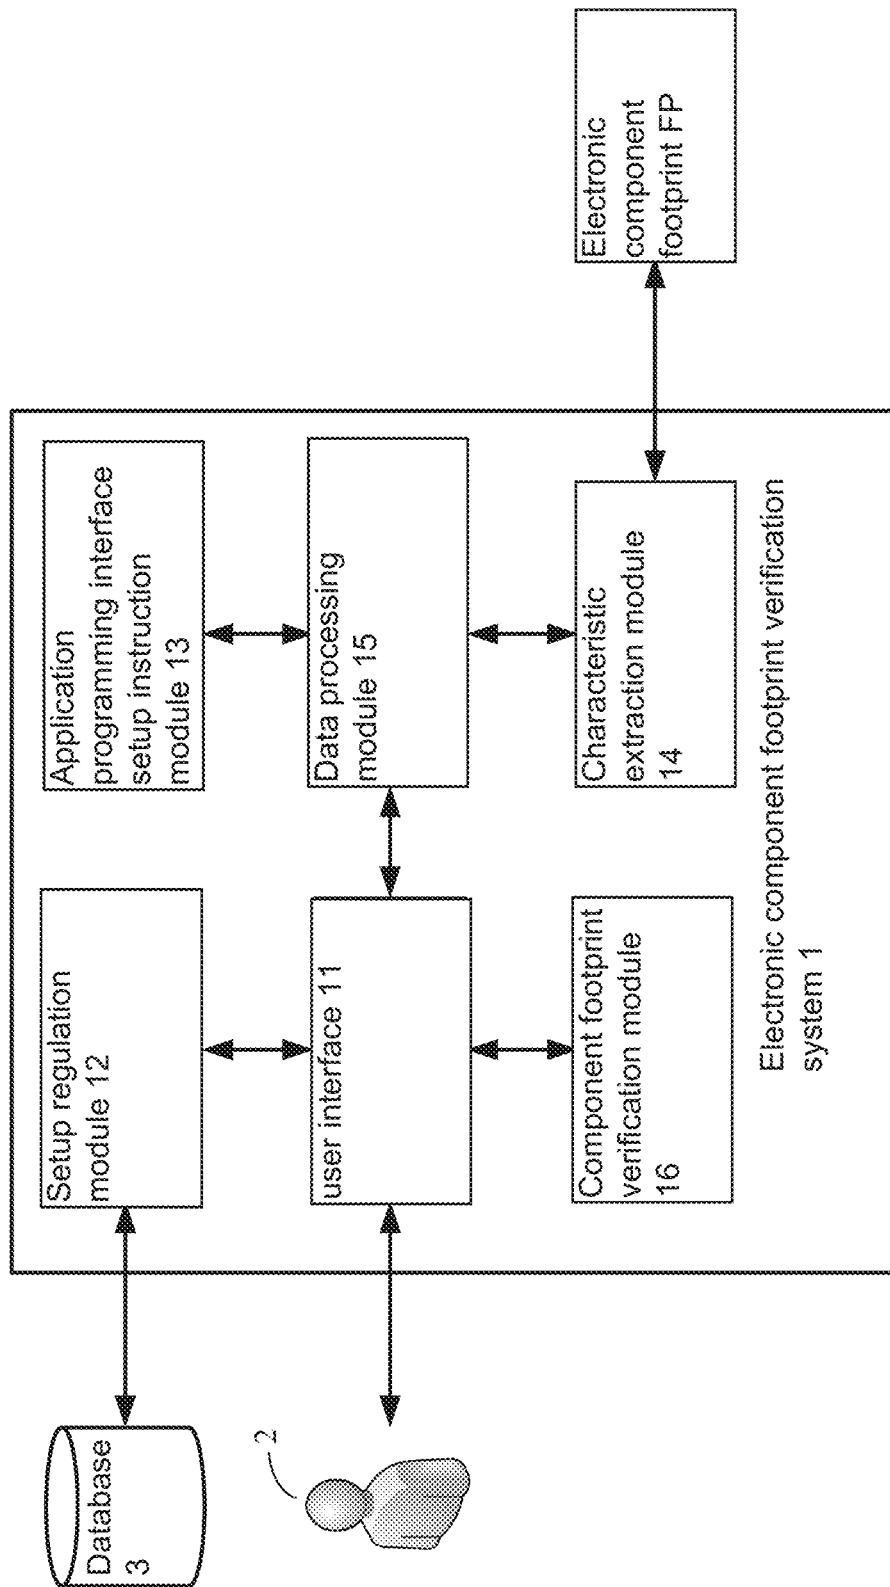 Database
3
2
Setup regulation
module 12
user interface 11
Component footprint
verification module
16
Application
programming interface
setup instruction
module 13
Data processing
module 15
Characteristic
extraction module
14
Electronic component footprint verification
system 1
Electronic
component
footprint FP